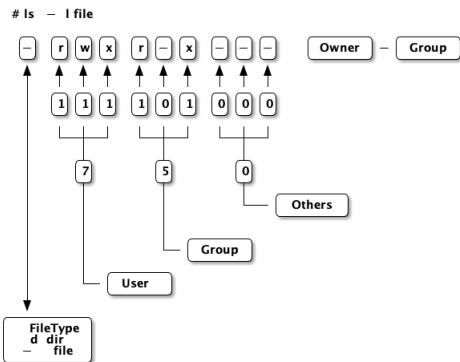 # ls – l file
– r w x r – x – – – Owner – Group
1 1 1 1 0 1 0 0 0
7 5 0
Others
Group
User
FileType
d dir
– file